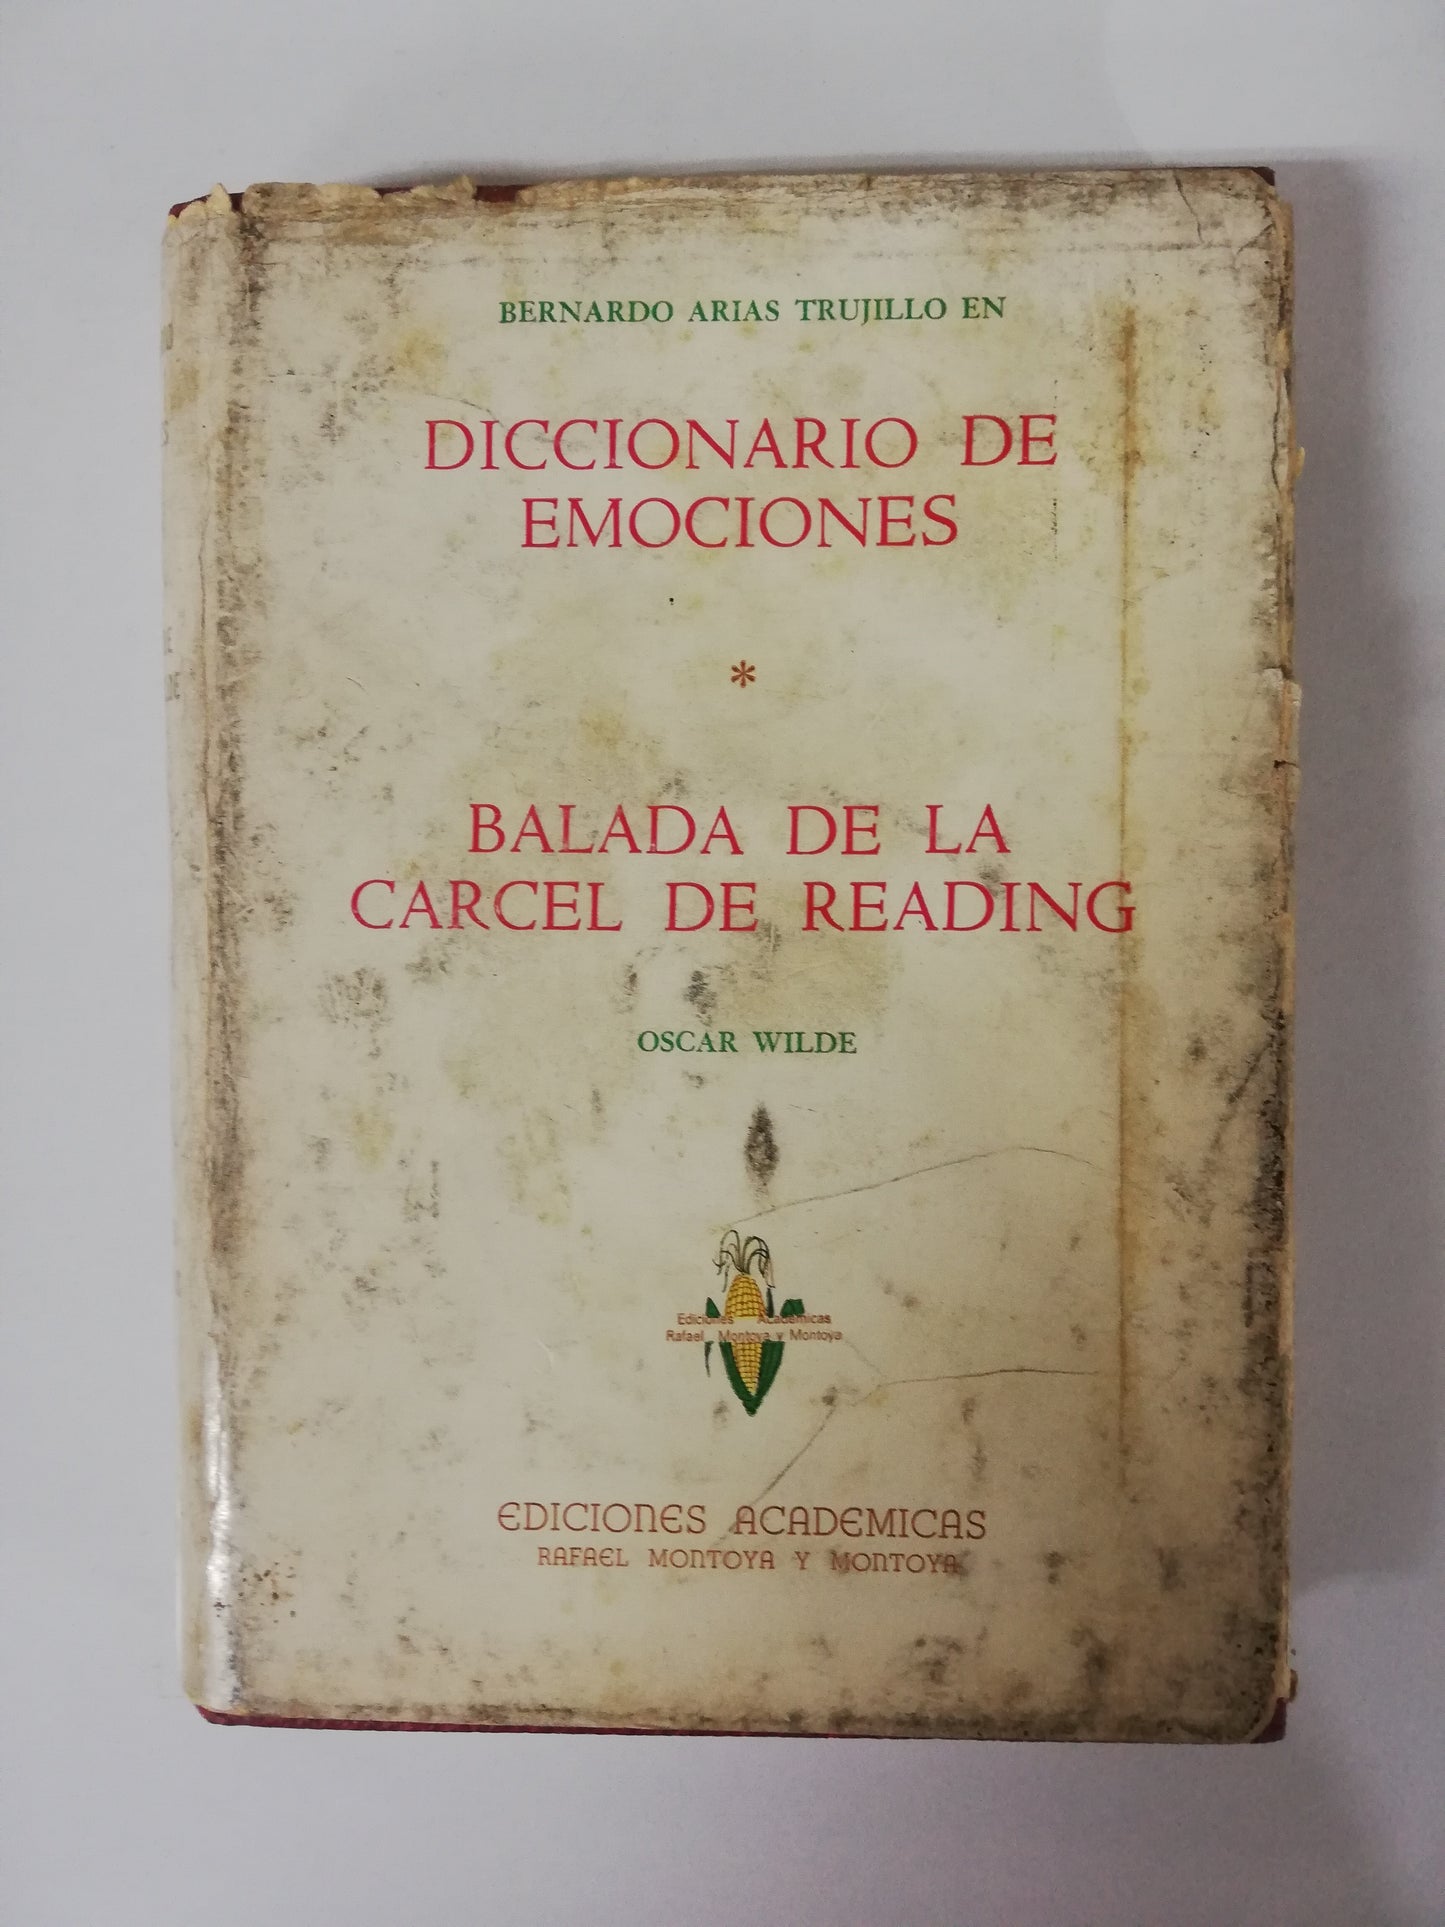 BERNARDO ARIAS TRUJILLO EN
DICCIONARIO DE
EMOCIONES
*
BALADA DE LA
CARCEL DE READING
OSCAR WILDE
Ediciones Academicas
Rafael Montoya y Montoya
EDICIONES ACADEMICAS
RAFAEL MONTOYA Y MONTOYA